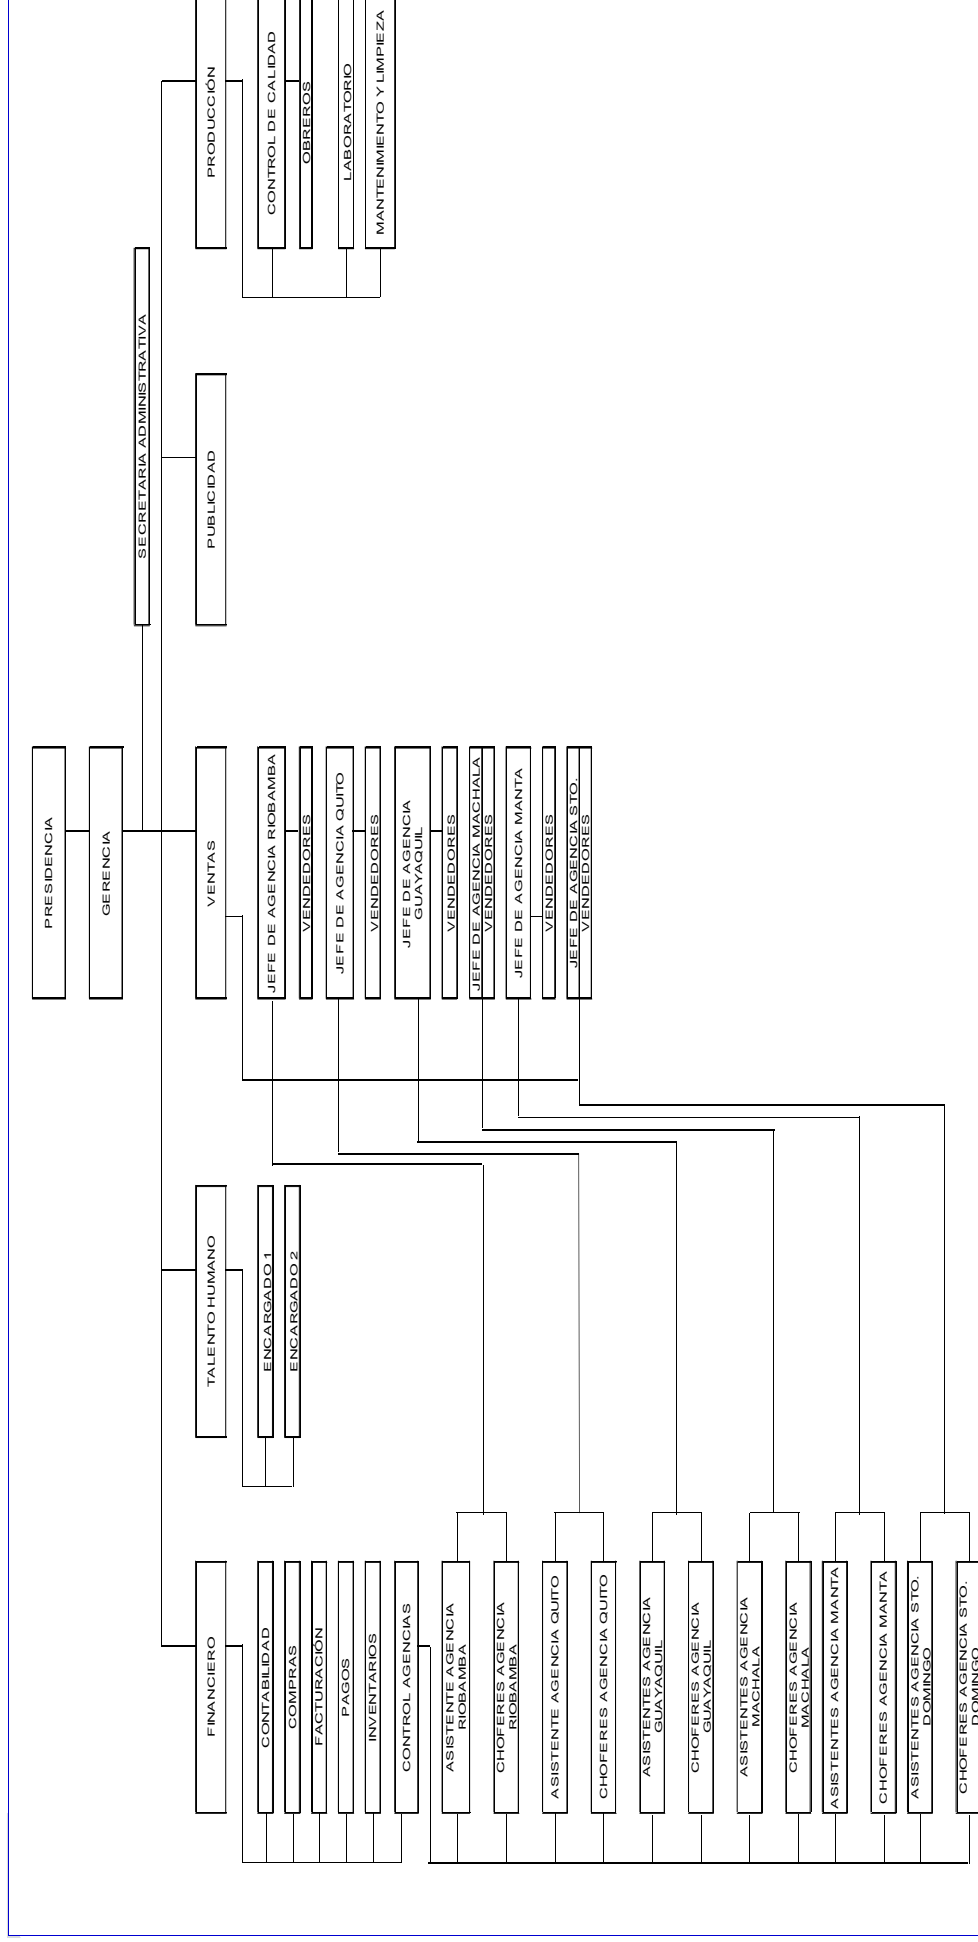 PRESIDENCIA
GERENCIA
SECRETARIA ADMINISTRATIVA
FINANCIERO
TALENTO HUMANO
VENTAS
PUBLICIDAD
PRODUCCIÓN
CONTABILIDAD
COMPRAS
FACTURACIÓN
PAGOS
INVENTARIOS
CONTROL AGENCIAS
ASISTENTE AGENCIA
RIOBAMBA
CHOFERES AGENCIA
RIOBAMBA
ASISTENTE AGENCIA QUITO
CHOFERES AGENCIA QUITO
ASISTENTES AGENCIA
GUAYAQUIL
CHOFERES AGENCIA
GUAYAQUIL
ASISTENTES AGENCIA
MACHALA
CHOFERES AGENCIA
MACHALA
ASISTENTES AGENCIA MANTA
CHOFERES AGENCIA MANTA
ASISTENTES AGENCIA STO.
DOMINGO
CHOFERES AGENCIA STO.
DOMINGO
ENCARGADO 1
ENCARGADO 2
JEFE DE AGENCIA RIOBAMBA
VENDEDORES
JEFE DE AGENCIA QUITO
VENDEDORES
JEFE DE AGENCIA
GUAYAQUIL
VENDEDORES
JEFE DE AGENCIA MACHALA
VENDEDORES
JEFE DE AGENCIA MANTA
VENDEDORES
JEFE DE AGENCIA STO.
VENDEDORES
CONTROL DE CALIDAD
OBREROS
LABORATORIO
MANTENIMIENTO Y LIMPIEZA